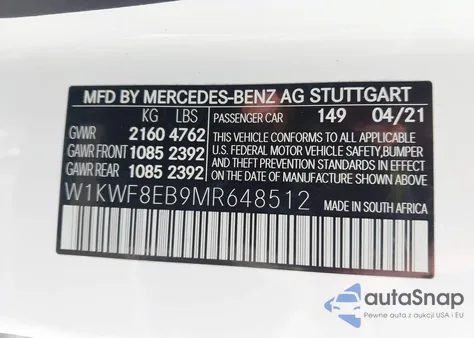 MFD BY MERCEDES-BENZ AG STUTTGART
KG LBS PASSENGER CAR 149 04/21
GVWR 2160 4762
GAWR FRONT 1085 2392
GAWR REAR 1085 2392
THIS VEHICLE CONFORMS TO ALL APPLICABLE
U.S. FEDERAL MOTOR VEHICLE SAFETY,BUMPER
AND THEFT PREVENTION STANDARDS IN EFFECT
ON THE DATE OF MANUFACTURE SHOWN ABOVE.
W1KWF8EB9MR648512 MADE IN SOUTH AFRICA
autoSnap
Pewne auta z aukcji USA i EU